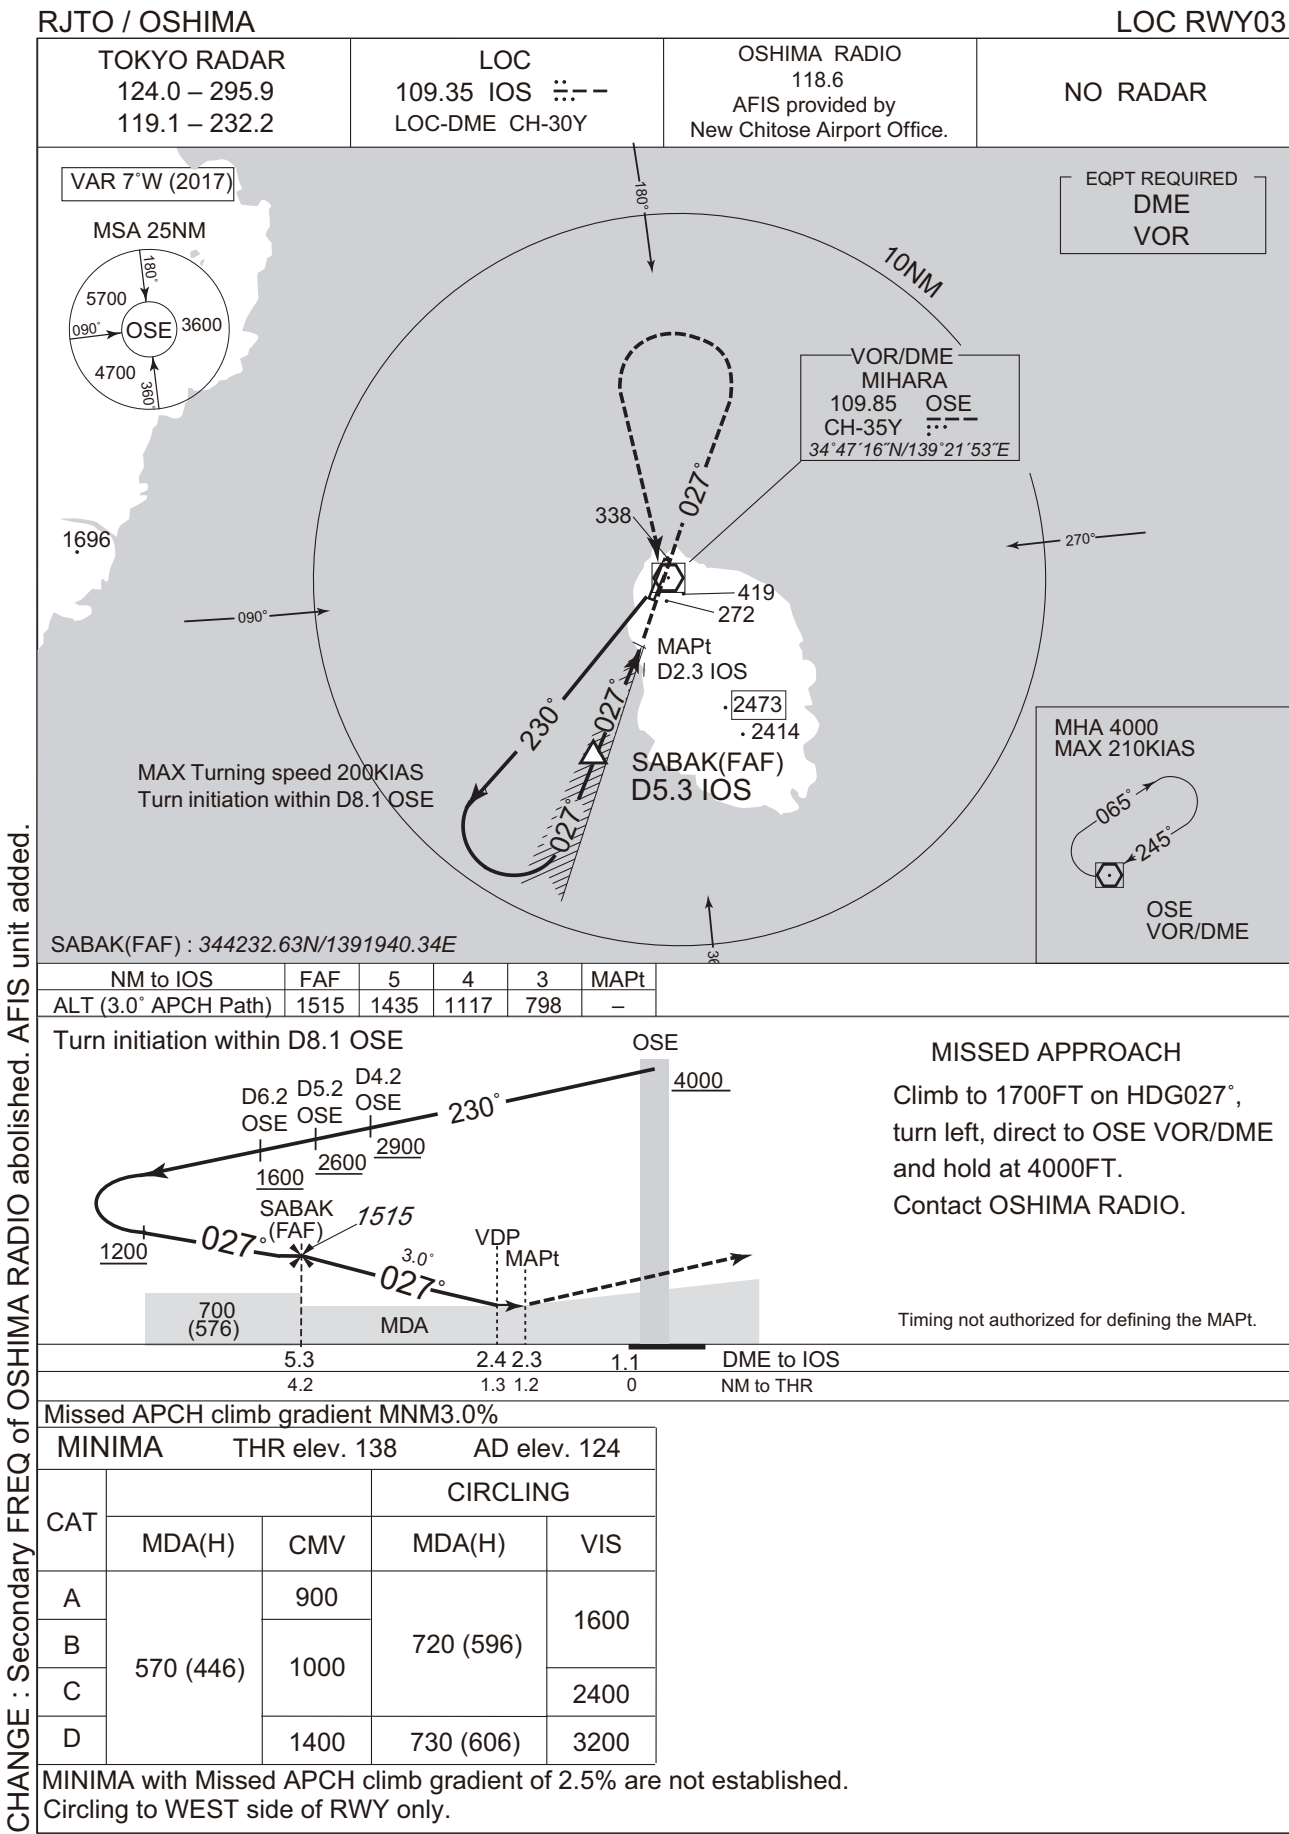 RJTO / OSHIMA
LOC RWY03
TOKYO RADAR
124.0 – 295.9
119.1 – 232.2
LOC
109.35 IOS
LOC-DME CH-30Y
OSHIMA RADIO
118.6
AFIS provided by
New Chitose Airport Office.
NO RADAR
VAR 7°W (2017)
MSA 25NM
180°
5700
3600
090°
OSE
4700
360°
180°
10NM
EQPT REQUIRED
DME
VOR
VOR/DME
MIHARA
109.85 OSE
CH-35Y
34°47´16˝N/139°21´53˝E
027°
338
1696
270°
090°
419
272
MAPt
D2.3 IOS
027°
230°
2473
2414
SABAK(FAF)
D5.3 IOS
MAX Turning speed 200KIAS
Turn initiation within D8.1 OSE
027°
MHA 4000
MAX 210KIAS
065°
245°
OSE
VOR/DME
SABAK(FAF) : 344232.63N/1391940.34E
36
NM to IOS FAF 5 4 3 MAPt
ALT (3.0° APCH Path) 1515 1435 1117 798 –
Turn initiation within D8.1 OSE
OSE
4000
D6.2
OSE
D5.2
OSE
D4.2
OSE
230°
2900
2600
1600
SABAK
(FAF)
1515
1200
027°
3.0°
027°
VDP
MAPt
700
(576)
MDA
5.3 2.4 2.3 1.1 DME to IOS
4.2 1.3 1.2 0 NM to THR
MISSED APPROACH
Climb to 1700FT on HDG027°,
turn left, direct to OSE VOR/DME
and hold at 4000FT.
Contact OSHIMA RADIO.
Timing not authorized for defining the MAPt.
Missed APCH climb gradient MNM3.0%
MINIMA THR elev. 138 AD elev. 124
CAT
CIRCLING
MDA(H) CMV MDA(H) VIS
A 900
B
C
D 1400 730 (606) 3200
570 (446) 1000 720 (596)
1600
2400
MINIMA with Missed APCH climb gradient of 2.5% are not established.
Circling to WEST side of RWY only.
CHANGE : Secondary FREQ of OSHIMA RADIO abolished. AFIS unit added.